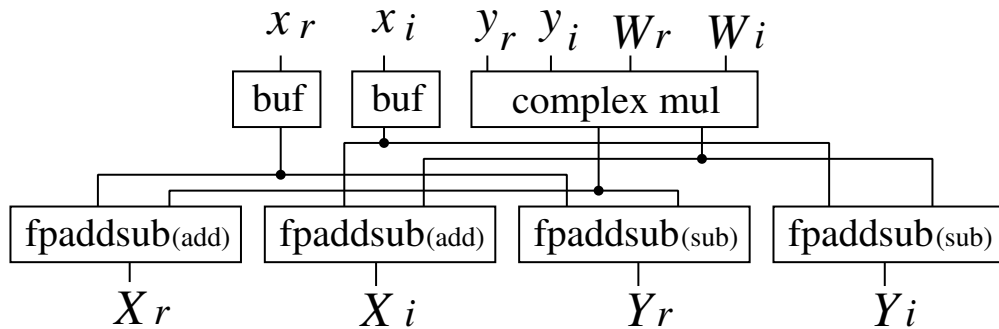 x r x i y r y i W r W i
buf buf complex mul
fpaddsub(add) fpaddsub(add) fpaddsub(sub) fpaddsub(sub)
X r X i Y r Y i